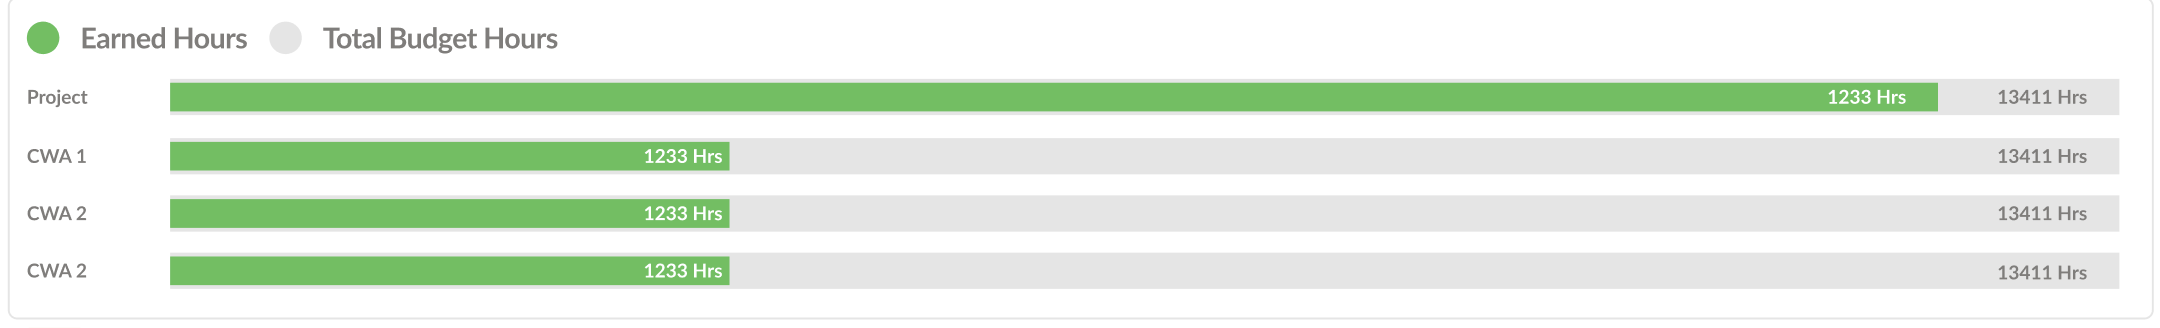 Earned Hours Total Budget Hours
Project 1233 Hrs 13411 Hrs
CWA 1 1233 Hrs 13411 Hrs
CWA 2 1233 Hrs 13411 Hrs
CWA 2 1233 Hrs 13411 Hrs